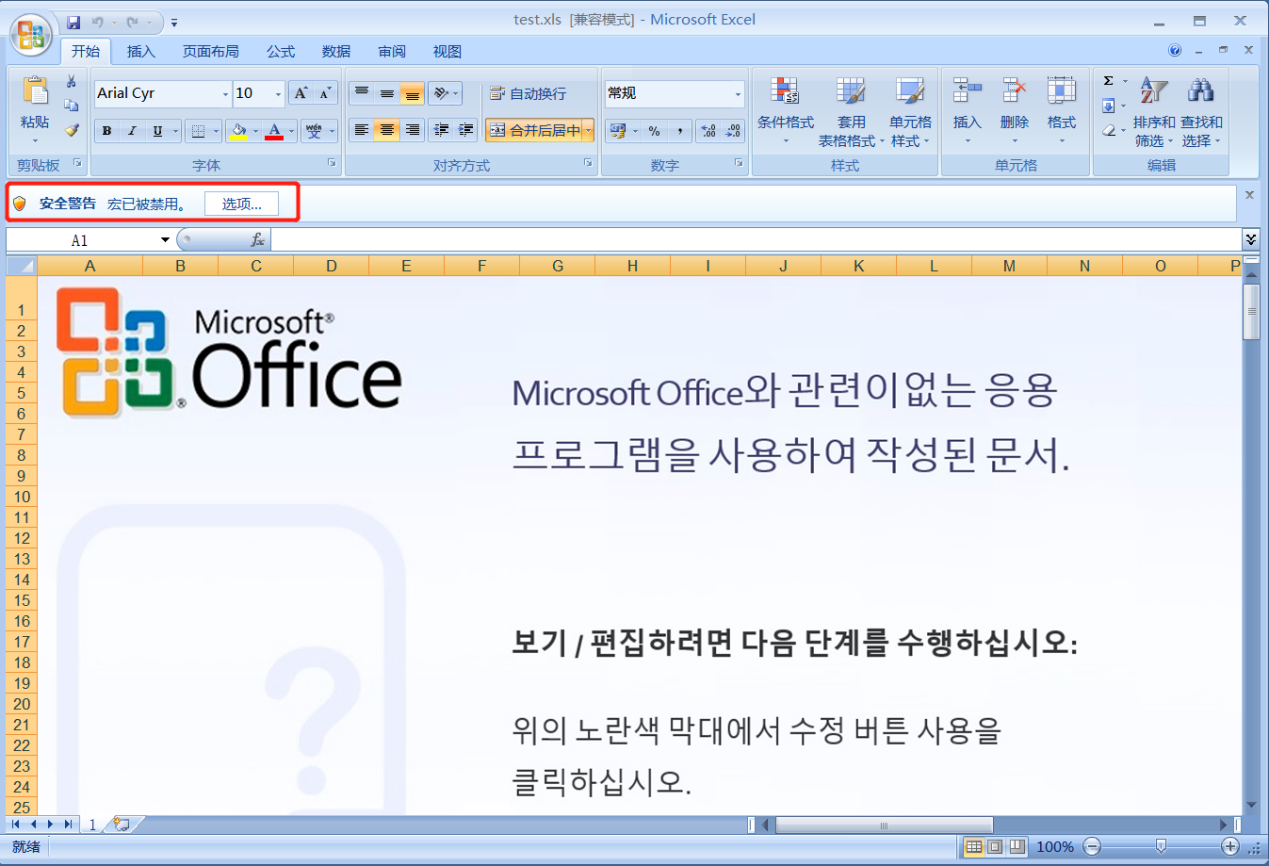 test.xls [兼容模式] - Microsoft Excel
开始 插入 页面布局 公式 数据 审阅 视图
Arial Cyr 10 A A 自动换行 常规 Σ
粘贴 B I U wén 文 合并后居中 % , .00 .00 条件格式 套用 表格格式 单元格 样式 插入 删除 格式 排序和 筛选 查找和 选择
剪贴板 字体 对齐方式 数字 样式 单元格 编辑
安全警告 宏已被禁用。 选项...
A1 fx
A B C D E F G H I J K L M N O P
1
2
3
4
5
6
7
8
9
10
11
12
13
14
15
16
17
18
19
20
21
22
23
24
25
Microsoft®
Office
Microsoft Office와 관련이없는 응용
프로그램을 사용하여 작성된 문서.
보기 / 편집하려면 다음 단계를 수행하십시오:
위의 노란색 막대에서 수정 버튼 사용을
클릭하십시오.
?
1
就绪 100%